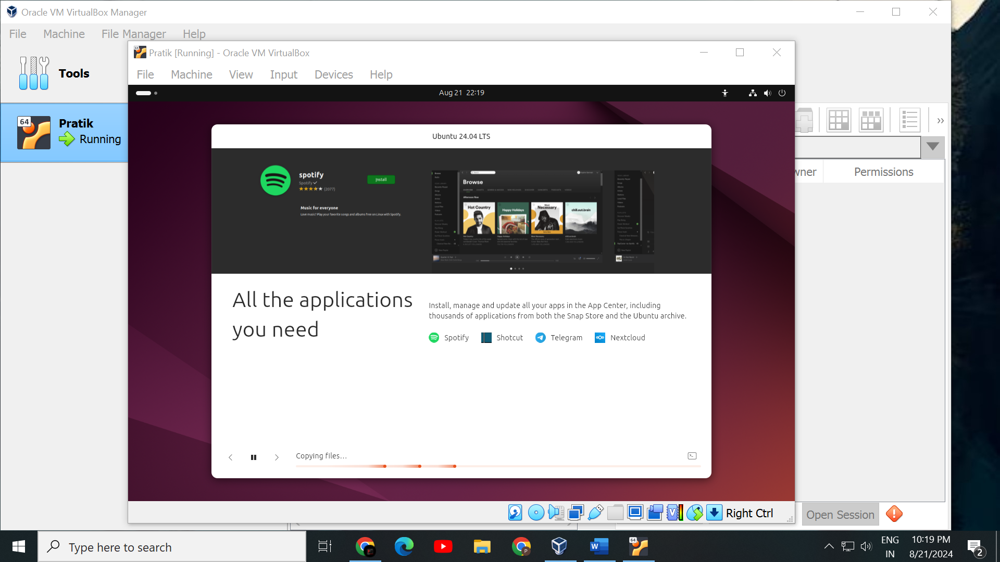 Oracle VM VirtualBox Manager
File Machine File Manager Help
Tools
64
Pratik
Running
Pratik [Running] - Oracle VM VirtualBox
File Machine View Input Devices Help
Aug 21 22:19
Ubuntu 24.04 LTS
spotify
Spotify
(2077)
Install
Music for everyone
Love music? Play your favorite songs and albums free on Linux with Spotify.
Browse
Hot Country
Happy Holidays
Most Necessary
chill.out.brain
All the applications
you need
Install, manage and update all your apps in the App Center, including
thousands of applications from both the Snap Store and the Ubuntu archive.
Spotify Shotcut Telegram Nextcloud
Copying files...
wner Permissions
Right Ctrl
Open Session
Type here to search
ENG
IN
10:19 PM
8/21/2024
2